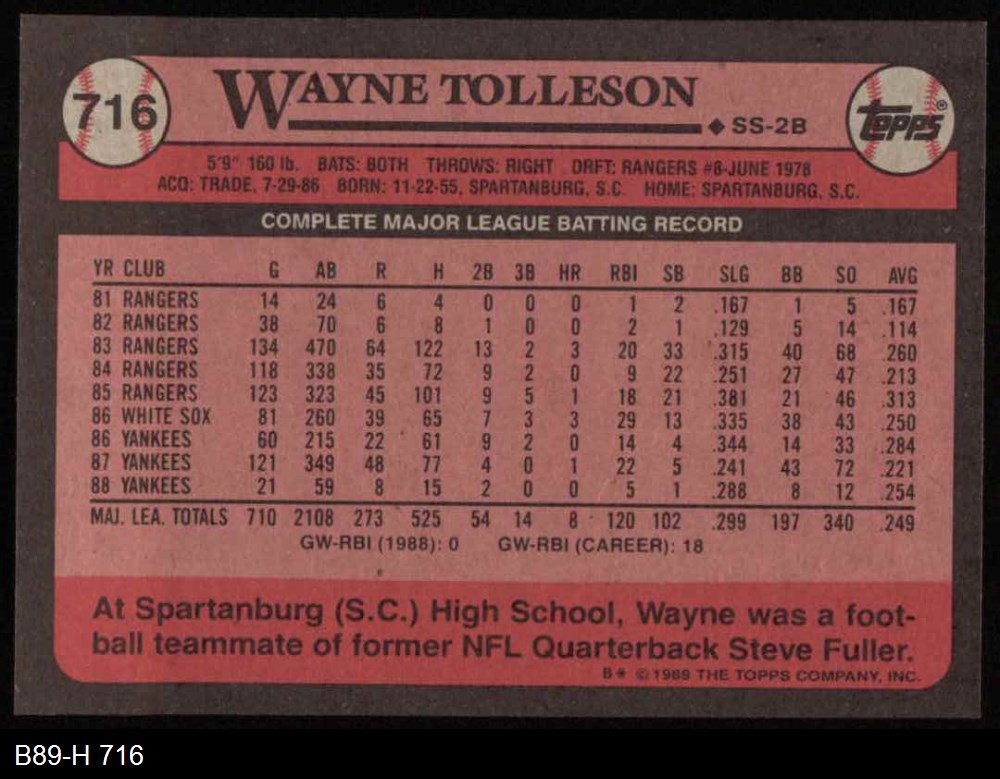 716
WAYNE TOLLESON
◆ SS-2B
Topps®
5'9" 160 lb. BATS: BOTH THROWS: RIGHT DRFT: RANGERS #8-JUNE 1978
ACQ: TRADE, 7-29-86 BORN: 11-22-55, SPARTANBURG, S.C. HOME: SPARTANBURG, S.C.
COMPLETE MAJOR LEAGUE BATTING RECORD
YR CLUB G AB R H 2B 3B HR RBI SB SLG BB SO AVG
81 RANGERS 14 24 6 4 0 0 0 1 2 .167 1 5 .167
82 RANGERS 38 70 6 8 1 0 0 2 1 .129 5 14 .114
83 RANGERS 134 470 64 122 13 2 3 20 33 .315 40 68 .260
84 RANGERS 118 338 35 72 9 2 0 9 22 .251 27 47 .213
85 RANGERS 123 323 45 101 9 5 1 18 21 .381 21 46 .313
86 WHITE SOX 81 260 39 65 7 3 3 29 13 .335 38 43 .250
86 YANKEES 60 215 22 61 9 2 0 14 4 .344 14 33 .284
87 YANKEES 121 349 48 77 4 0 1 22 5 .241 43 72 .221
88 YANKEES 21 59 8 15 2 0 0 5 1 .288 8 12 .254
MAJ. LEA. TOTALS 710 2108 273 525 54 14 8 120 102 .299 197 340 .249
GW-RBI (1988): 0 GW-RBI (CAREER): 18
At Spartanburg (S.C.) High School, Wayne was a foot-
ball teammate of former NFL Quarterback Steve Fuller.
B* © 1989 THE TOPPS COMPANY, INC.
B89-H 716